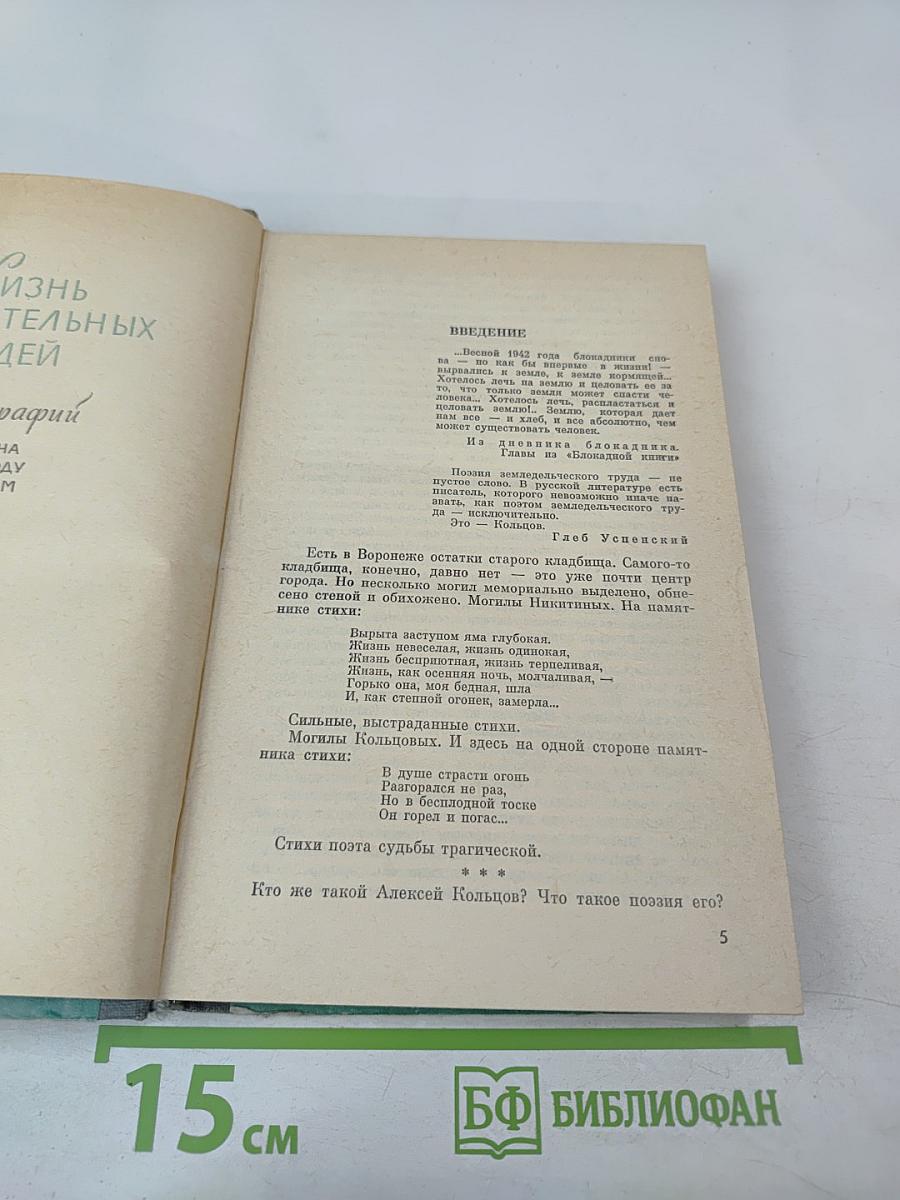 ИЗНЬ
ТЕЛЬНЫХ
ДЕЙ
рафий
НА
ОДУ
М
ВВЕДЕНИЕ
...Весной 1942 года блокадники сно-
ва — но как бы впервые в жизни! —
вырвались к земле, к земле кормящей...
Хотелось лечь на землю и целовать ее за
то, что только земля может спасти че-
ловека... Хотелось лечь, распластаться и
целовать землю!.. Землю, которая дает
нам все — и хлеб, и все абсолютно, чем
может существовать человек.
Из дневника блокадника.
Главы из «Блокадной книги»
Поэзия земледельческого труда — не
пустое слово. В русской литературе есть
писатель, которого невозможно иначе на-
звать, как поэтом земледельческого тру-
да — исключительно.
Это — Кольцов.
Глеб Успенский
Есть в Воронеже остатки старого кладбища. Самого-то
кладбища, конечно, давно нет — это уже почти центр
города. Но несколько могил мемориально выделено, обне-
сено стеной и обихожено. Могилы Никитиных. На памят-
нике стихи:
Вырыта заступом яма глубокая.
Жизнь невеселая, жизнь одинокая,
Жизнь бесприютная, жизнь терпеливая,
Жизнь, как осенняя ночь, молчаливая, —
Горько она, моя бедная, шла
И, как степной огонек, замерла...
Сильные, выстраданные стихи.
Могилы Кольцовых. И здесь на одной стороне памят-
ника стихи:
В душе страсти огонь
Разгорался не раз,
Но в бесплодной тоске
Он горел и погас...
Стихи поэта судьбы трагической.
* * *
Кто же такой Алексей Кольцов? Что такое поэзия его?
5
15 см
БФ БИБЛИОФАН